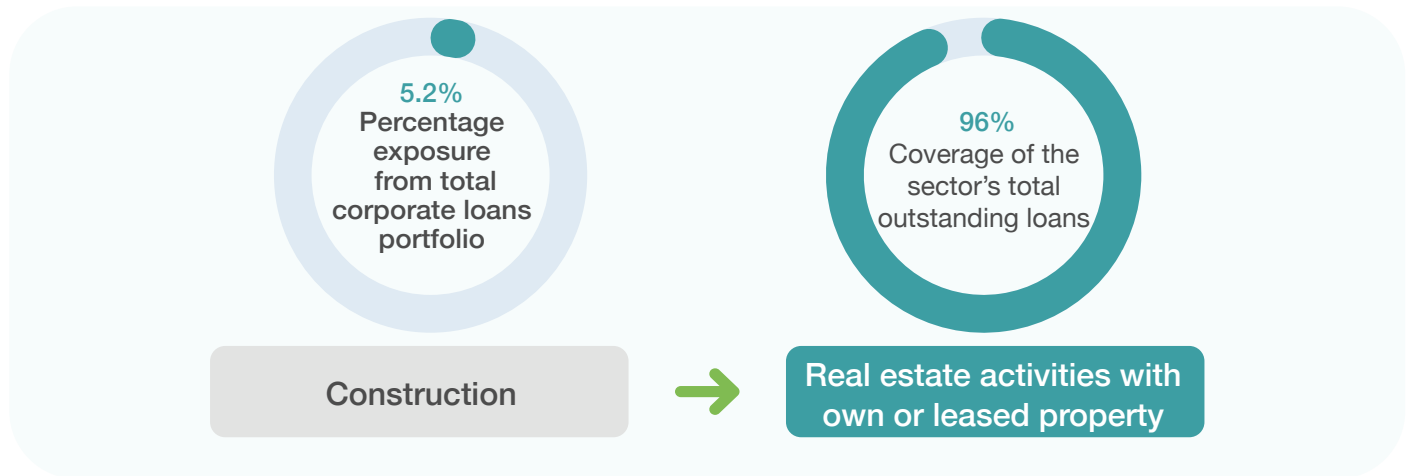 5.2%
Percentage
exposure
from total
corporate loans
portfolio
96%
Coverage of the
sector's total
outstanding loans
Construction
Real estate activities with
own or leased property